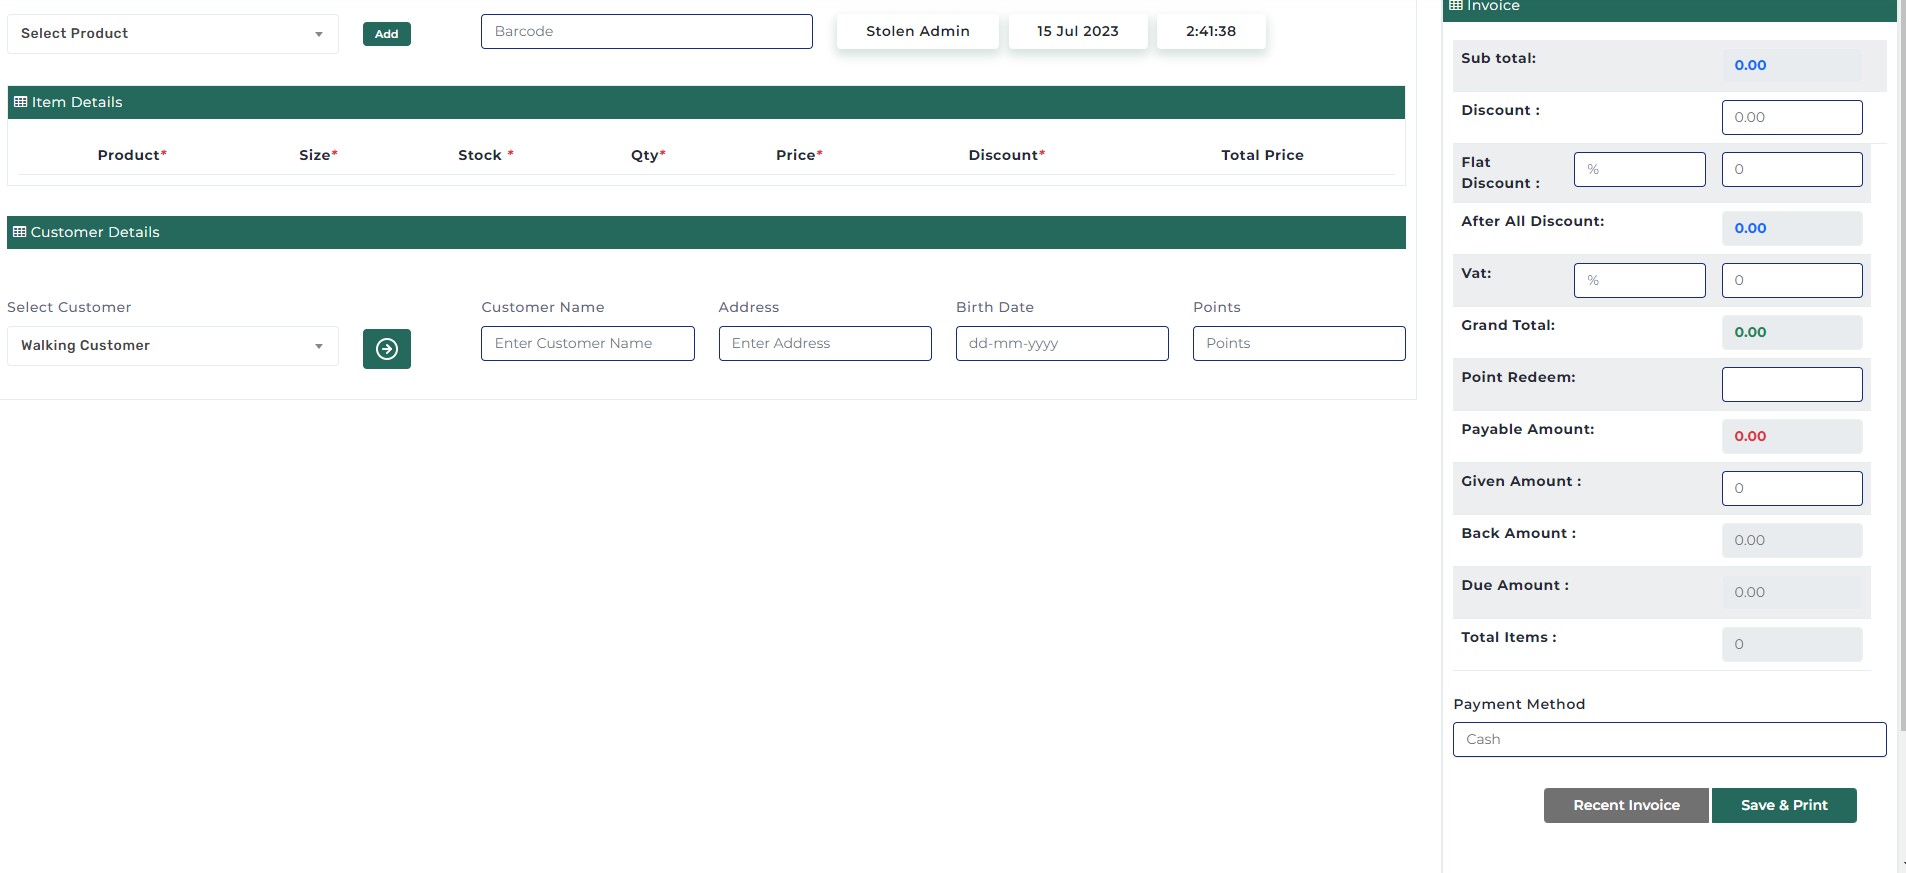 Select Product
Add
Barcode
Stolen Admin
15 Jul 2023
2:41:38
Item Details
Product* Size* Stock * Qty* Price* Discount* Total Price
Customer Details
Select Customer
Walking Customer
Customer Name
Enter Customer Name
Address
Enter Address
Birth Date
dd-mm-yyyy
Points
Points
Invoice
Sub total: 0.00
Discount : 0.00
Flat
Discount : % 0
After All Discount: 0.00
Vat: % 0
Grand Total: 0.00
Point Redeem:
Payable Amount: 0.00
Given Amount : 0
Back Amount : 0.00
Due Amount : 0.00
Total Items : 0
Payment Method
Cash
Recent Invoice
Save & Print